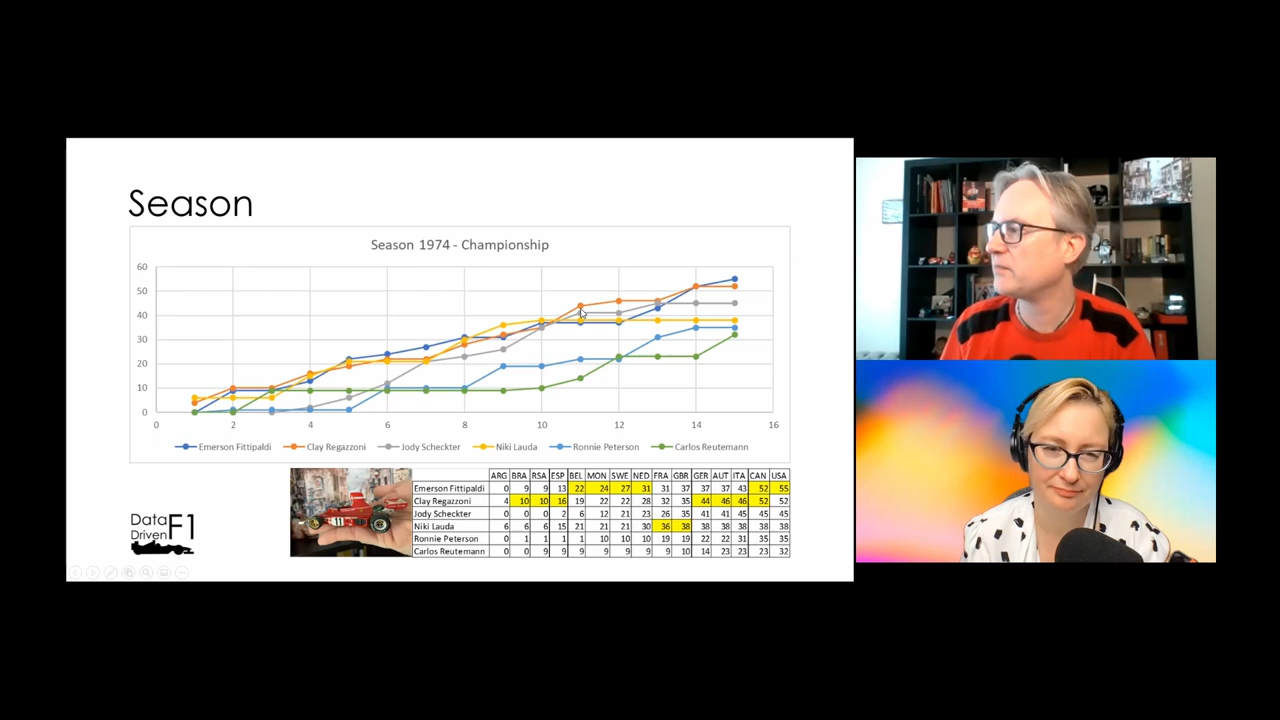 Season
Season 1974 - Championship
60
50
40
30
20
10
0
0 2 4 6 8 10 12 14 16
Emerson Fittipaldi Clay Regazzoni Jody Scheckter Niki Lauda Ronnie Peterson Carlos Reutemann
ARG BRA RSA ESP BEL MON SWE NED FRA GBR GER AUT ITA CAN USA
Emerson Fittipaldi 0 9 9 13 22 24 27 31 31 37 37 37 43 52 55
Clay Regazzoni 4 10 10 16 19 22 22 28 32 35 44 46 46 52 52
Jody Scheckter 0 0 0 2 6 12 21 23 26 35 41 41 45 45 45
Niki Lauda 6 6 6 15 21 21 21 30 36 38 38 38 38 38 38
Ronnie Peterson 0 1 1 1 1 10 10 10 19 19 22 22 31 35 35
Carlos Reutemann 0 0 9 9 9 9 9 9 9 10 14 23 23 23 32
11
Data
Driven
F1